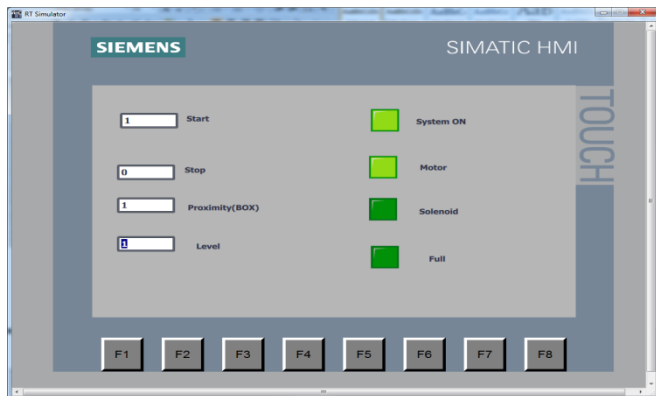 RT Simulator
SIEMENS
SIMATIC HMI
TOUCH
1 Start
System ON
0 Stop
Motor
1 Proximity(BOX)
Solenoid
1 Level
Full
F1 F2 F3 F4 F5 F6 F7 F8